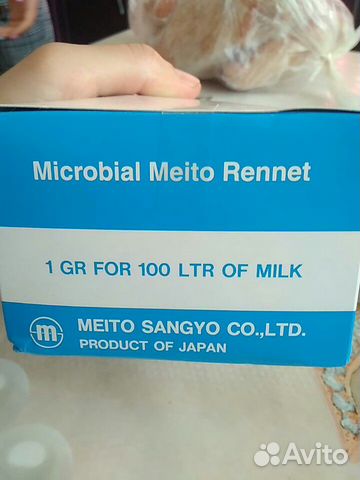 Microbial Meito Rennet
1 GR FOR 100 LTR OF MILK
m
MEITO SANGYO CO.,LTD.
PRODUCT OF JAPAN
Avito